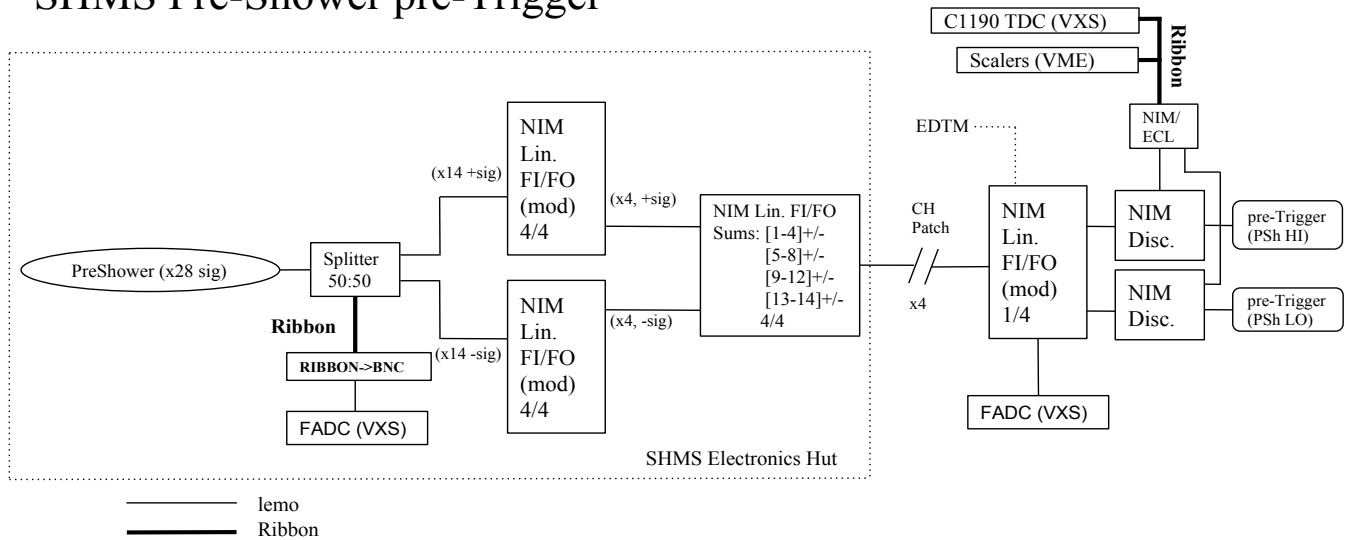 SHMS Pre-Shower pre-Trigger
C1190 TDC (VXS)
Scalers (VME)
Ribbon
NIM/
ECL
EDTM
NIM
Lin.
FI/FO
(mod)
4/4
(x14 +sig)
(x4, +sig)
PreShower (x28 sig)
Splitter
50:50
Ribbon
RIBBON->BNC
FADC (VXS)
(x14 -sig)
NIM
Lin.
FI/FO
(mod)
4/4
(x4, -sig)
NIM Lin. FI/FO
Sums: [1-4]+/-
[5-8]+/-
[9-12]+/-
[13-14]+/-
4/4
SHMS Electronics Hut
CH
Patch
x4
NIM
Lin.
FI/FO
(mod)
1/4
FADC (VXS)
NIM
Disc.
pre-Trigger
(PSh HI)
NIM
Disc.
pre-Trigger
(PSh LO)
lemo
Ribbon